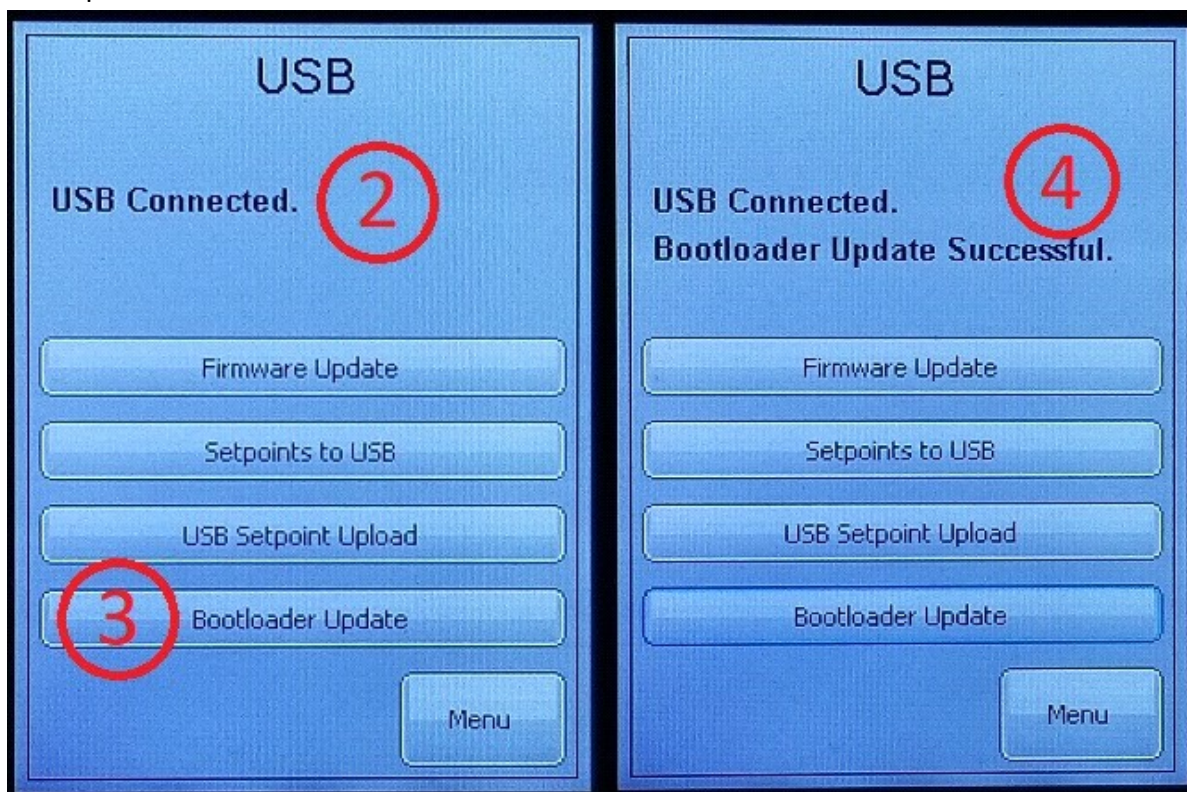 USB
USB Connected.
2
Firmware Update
Setpoints to USB
USB Setpoint Upload
3
Bootloader Update
Menu
USB
4
USB Connected.
Bootloader Update Successful.
Firmware Update
Setpoints to USB
USB Setpoint Upload
Bootloader Update
Menu